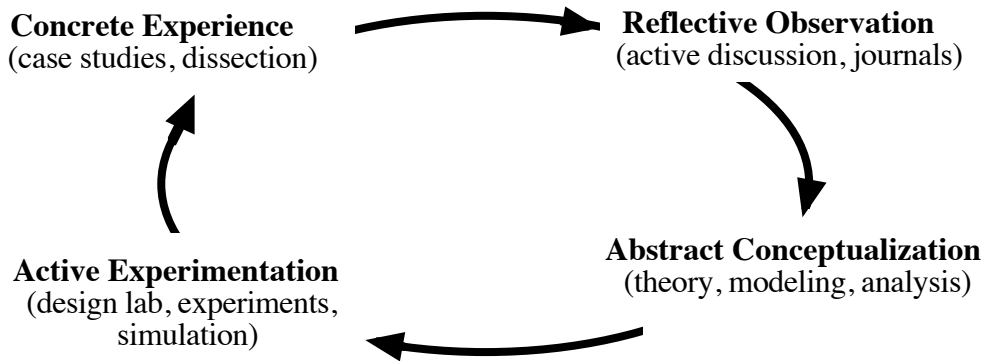 Concrete Experience
(case studies, dissection)
Reflective Observation
(active discussion, journals)
Abstract Conceptualization
(theory, modeling, analysis)
Active Experimentation
(design lab, experiments,
simulation)